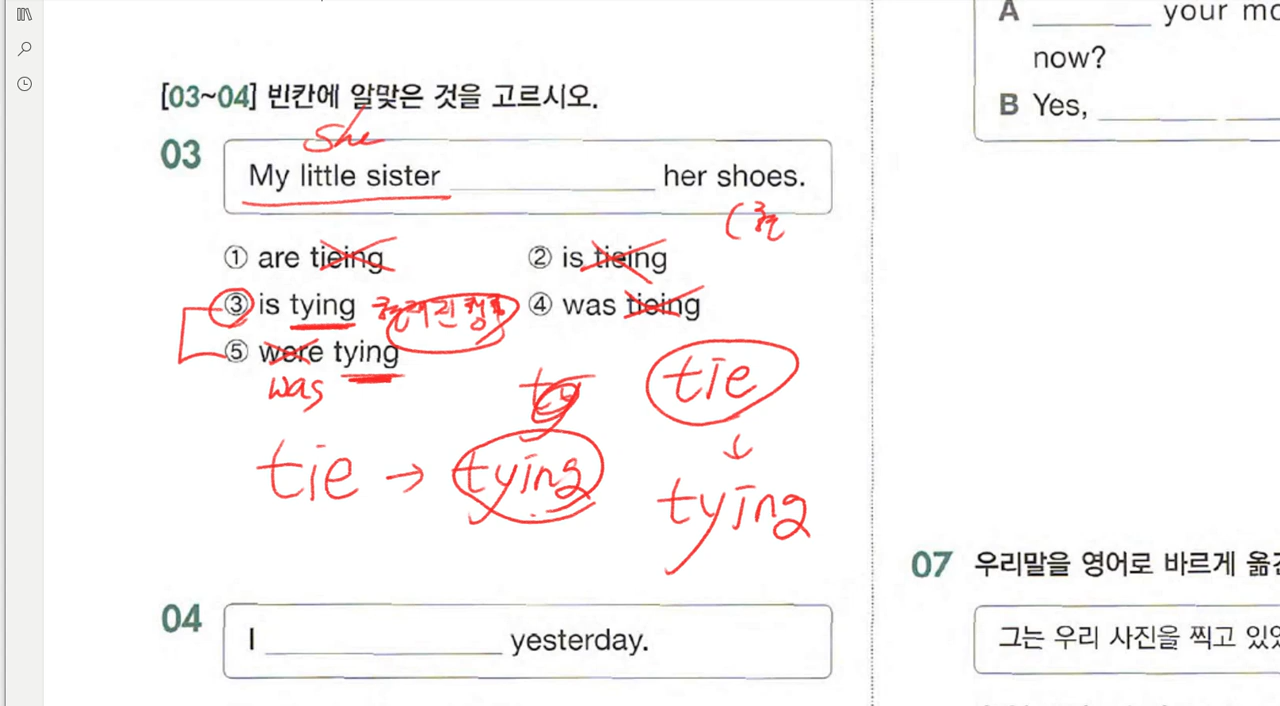 [03~04] 빈칸에 알맞은 것을 고르시오.
she
03
My little sister ____________ her shoes.
① are tieing
② is tieing
③ is tying
④ was tieing
⑤ were tying
was
tie → tying
tie
↓
tying
04
I ____________ yesterday.
A ________ your mo
now?
B Yes, ________
07 우리말을 영어로 바르게 옮긴
그는 우리 사진을 찍고 있었